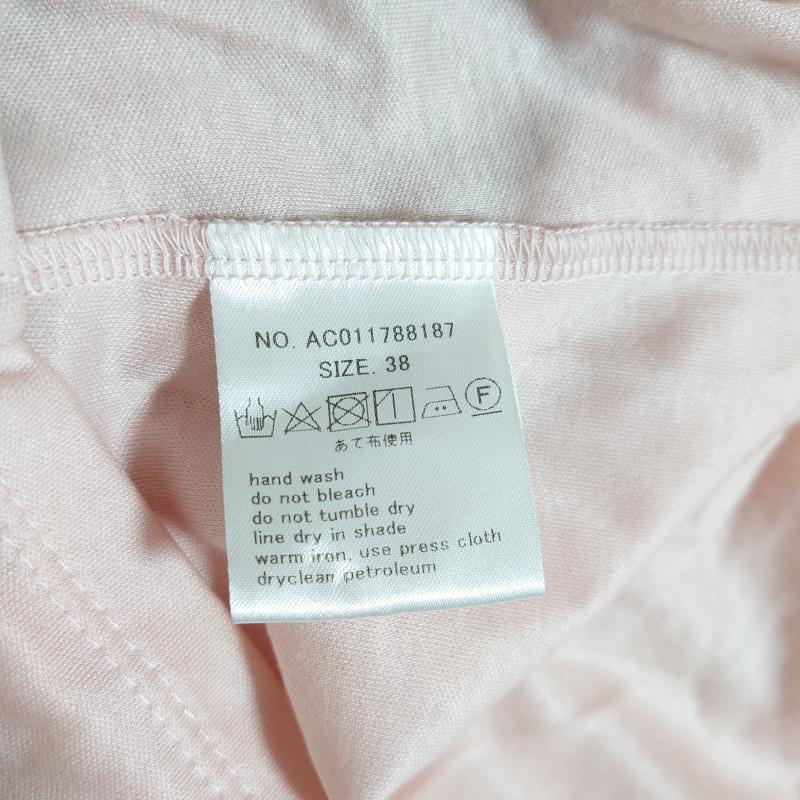 NO. AC011788187
SIZE. 38
F
あて布使用
hand wash
do not bleach
do not tumble dry
line dry in shade
warm iron, use press cloth
dryclean petroleum